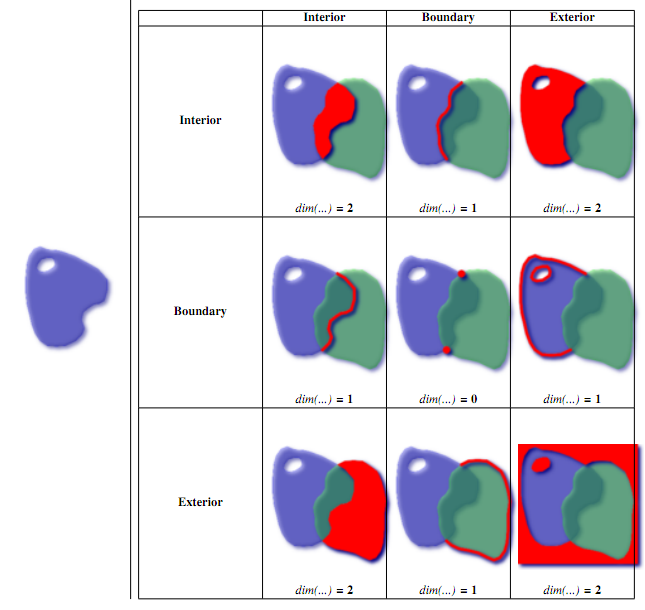 Interior Boundary Exterior
Interior
dim(...) = 2 dim(...) = 1 dim(...) = 2
Boundary
dim(...) = 1 dim(...) = 0 dim(...) = 1
Exterior
dim(...) = 2 dim(...) = 1 dim(...) = 2